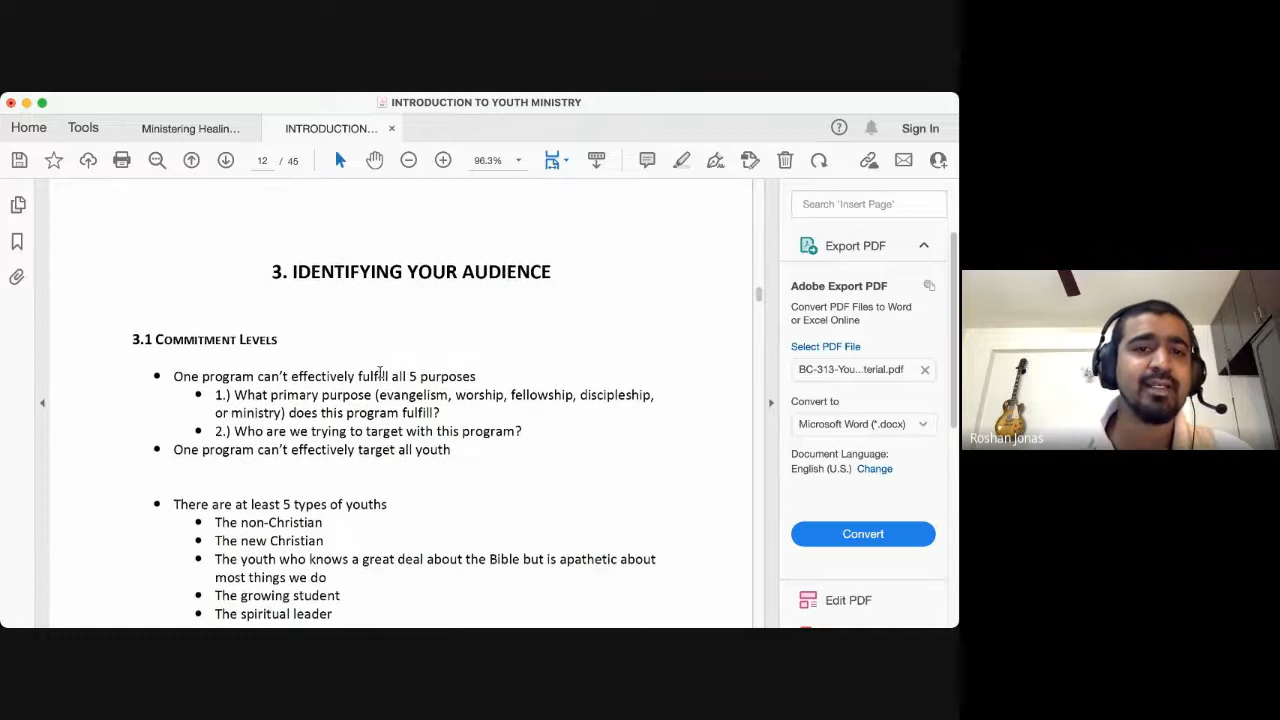 INTRODUCTION TO YOUTH MINISTRY
Home
Tools
Ministering Healin...
INTRODUCTION...
×
Sign In
12 / 45
96.3%
Search 'Insert Page'
3. IDENTIFYING YOUR AUDIENCE
3.1 COMMITMENT LEVELS
• One program can't effectively fulfill all 5 purposes
• 1.) What primary purpose (evangelism, worship, fellowship, discipleship,
or ministry) does this program fulfill?
• 2.) Who are we trying to target with this program?
• One program can't effectively target all youth
• There are at least 5 types of youths
• The non-Christian
• The new Christian
• The youth who knows a great deal about the Bible but is apathetic about
most things we do
• The growing student
• The spiritual leader
Export PDF
Adobe Export PDF
Convert PDF Files to Word
or Excel Online
Select PDF File
BC-313-You...terial.pdf
Convert to
Microsoft Word (*.docx)
Document Language:
English (U.S.) Change
Convert
Edit PDF
Roshan Jonas